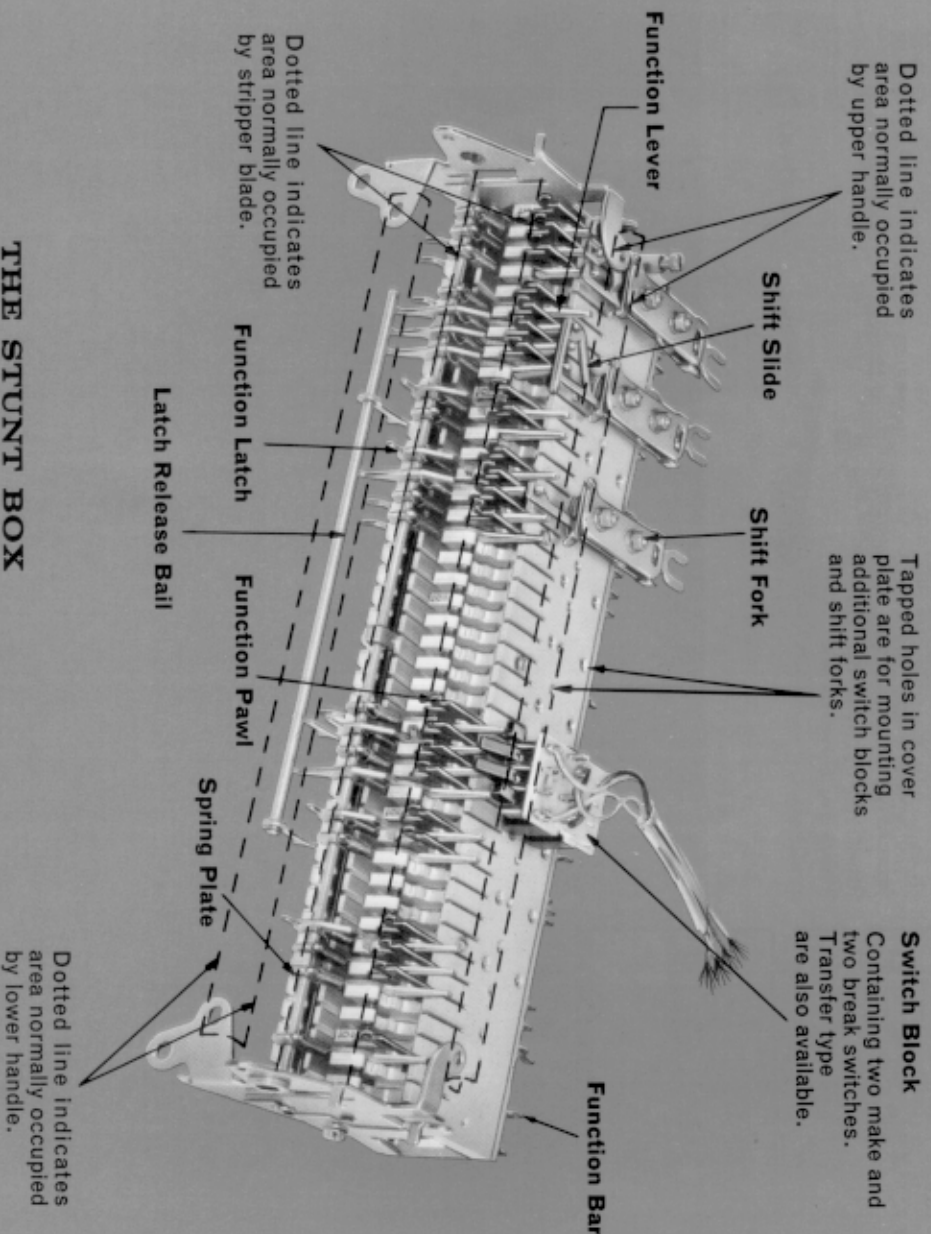 Dotted line indicates
area normally occupied
by upper handle.
Tapped holes in cover
plate are for mounting
additional switch blocks
and shift forks.
Switch Block
Containing two make and
two break switches.
Transfer type
are also available.
Shift Slide
Shift Fork
Function Lever
Function Bar
Dotted line indicates
area normally occupied
by stripper blade.
Function Latch
Latch Release Bail
Function Pawl
Spring Plate
Dotted line indicates
area normally occupied
by lower handle.
THE STUNT BOX